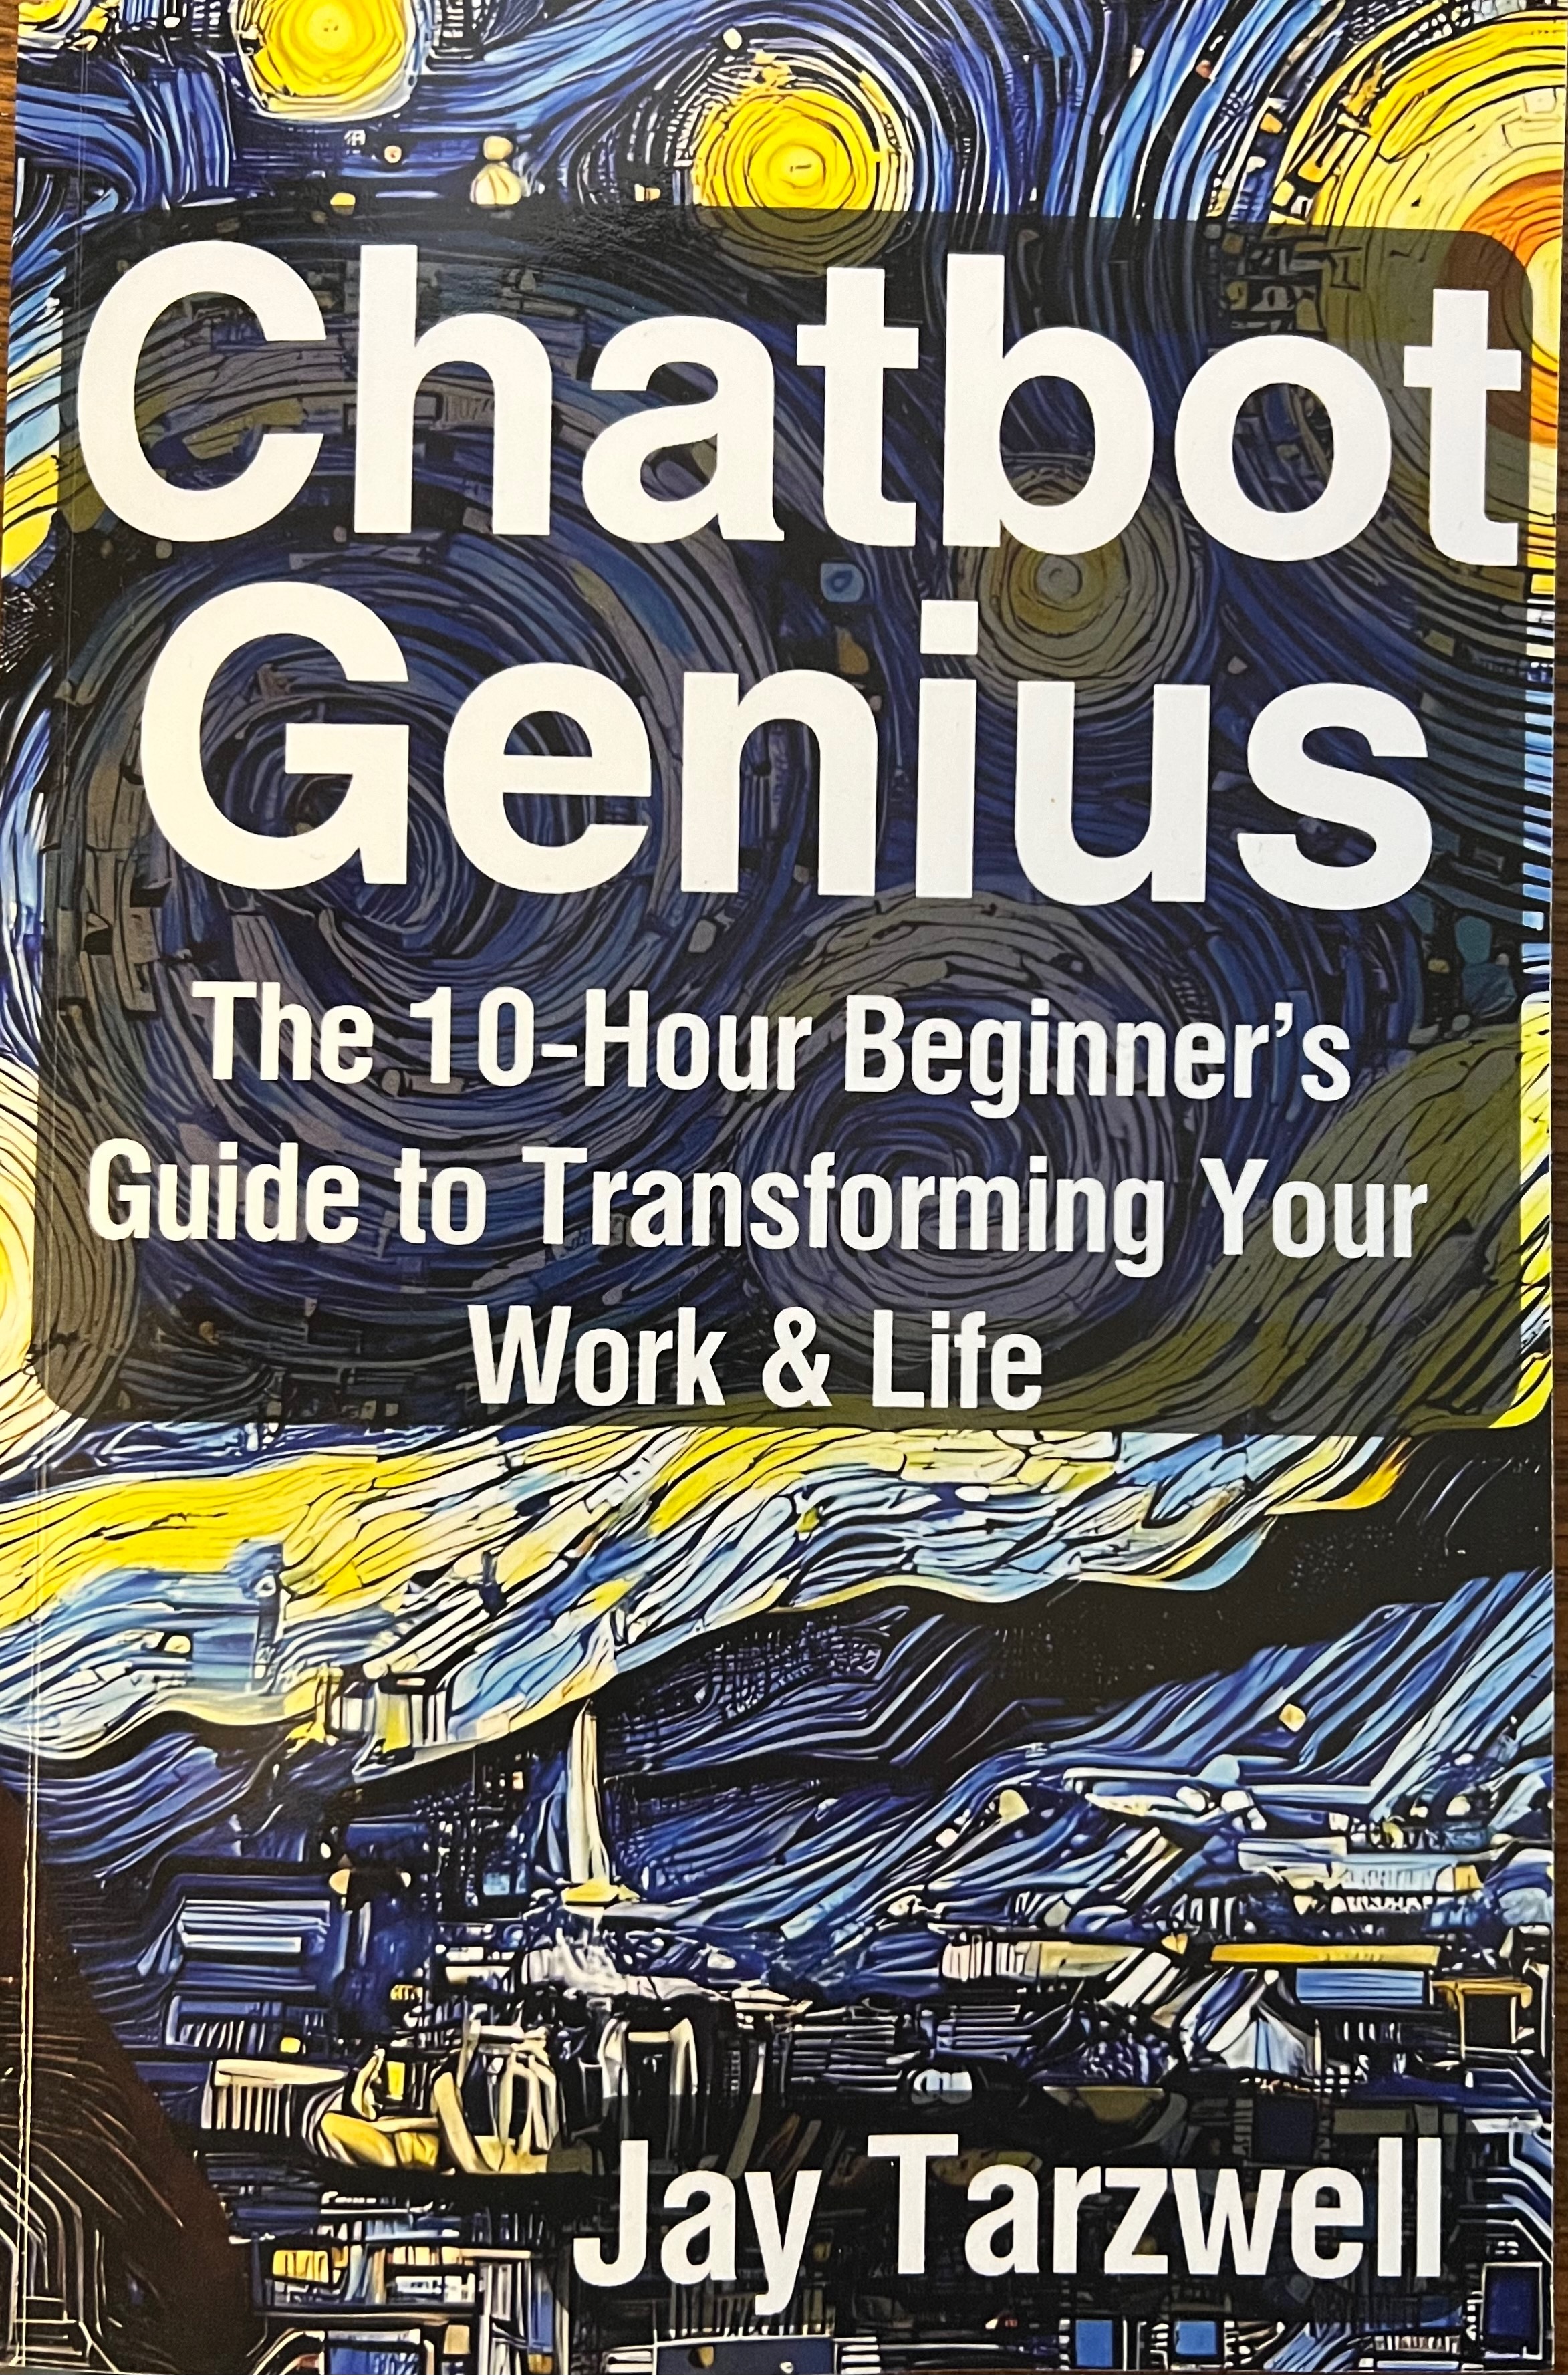 Chatbot
Genius
The 10-Hour Beginner’s
Guide to Transforming Your
Work & Life
Jay Tarzwell